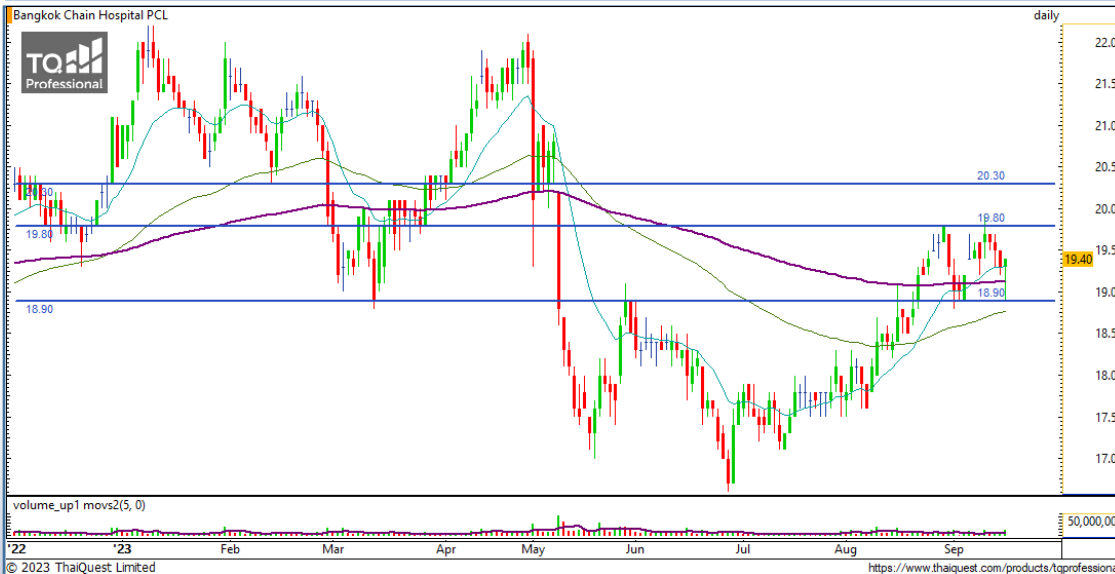 Bangkok Chain Hospital PCL
daily
TQ
Professional
22.0
21.5
21.0
20.5
20.0
19.5
19.40
19.0
18.5
18.0
17.5
17.0
20.30
20.30
19.80
19.80
18.90
18.90
volume_up1 movs2(5, 0)
50,000,00
'22 '23 Feb Mar Apr May Jun Jul Aug Sep
© 2023 ThaiQuest Limited
https://www.thaiquest.com/products/tqprofessiona